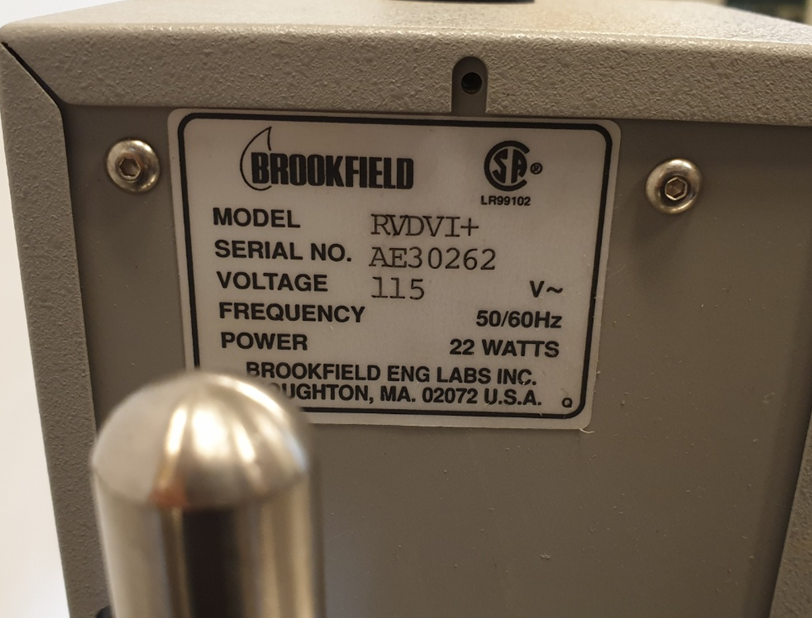 BROOKFIELD
SA ®
LR99102
MODEL RVDVI+
SERIAL NO. AE30262
VOLTAGE 115 V~
FREQUENCY 50/60Hz
POWER 22 WATTS
BROOKFIELD ENG LABS INC.
OUGHTON, MA. 02072 U.S.A. Q